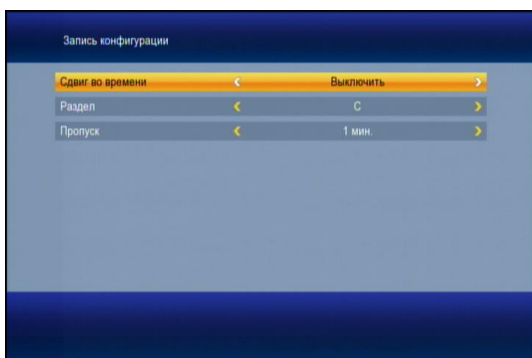 Запись конфигурации
Сдвиг во времени Выключить
Раздел C
Пропуск 1 мин.